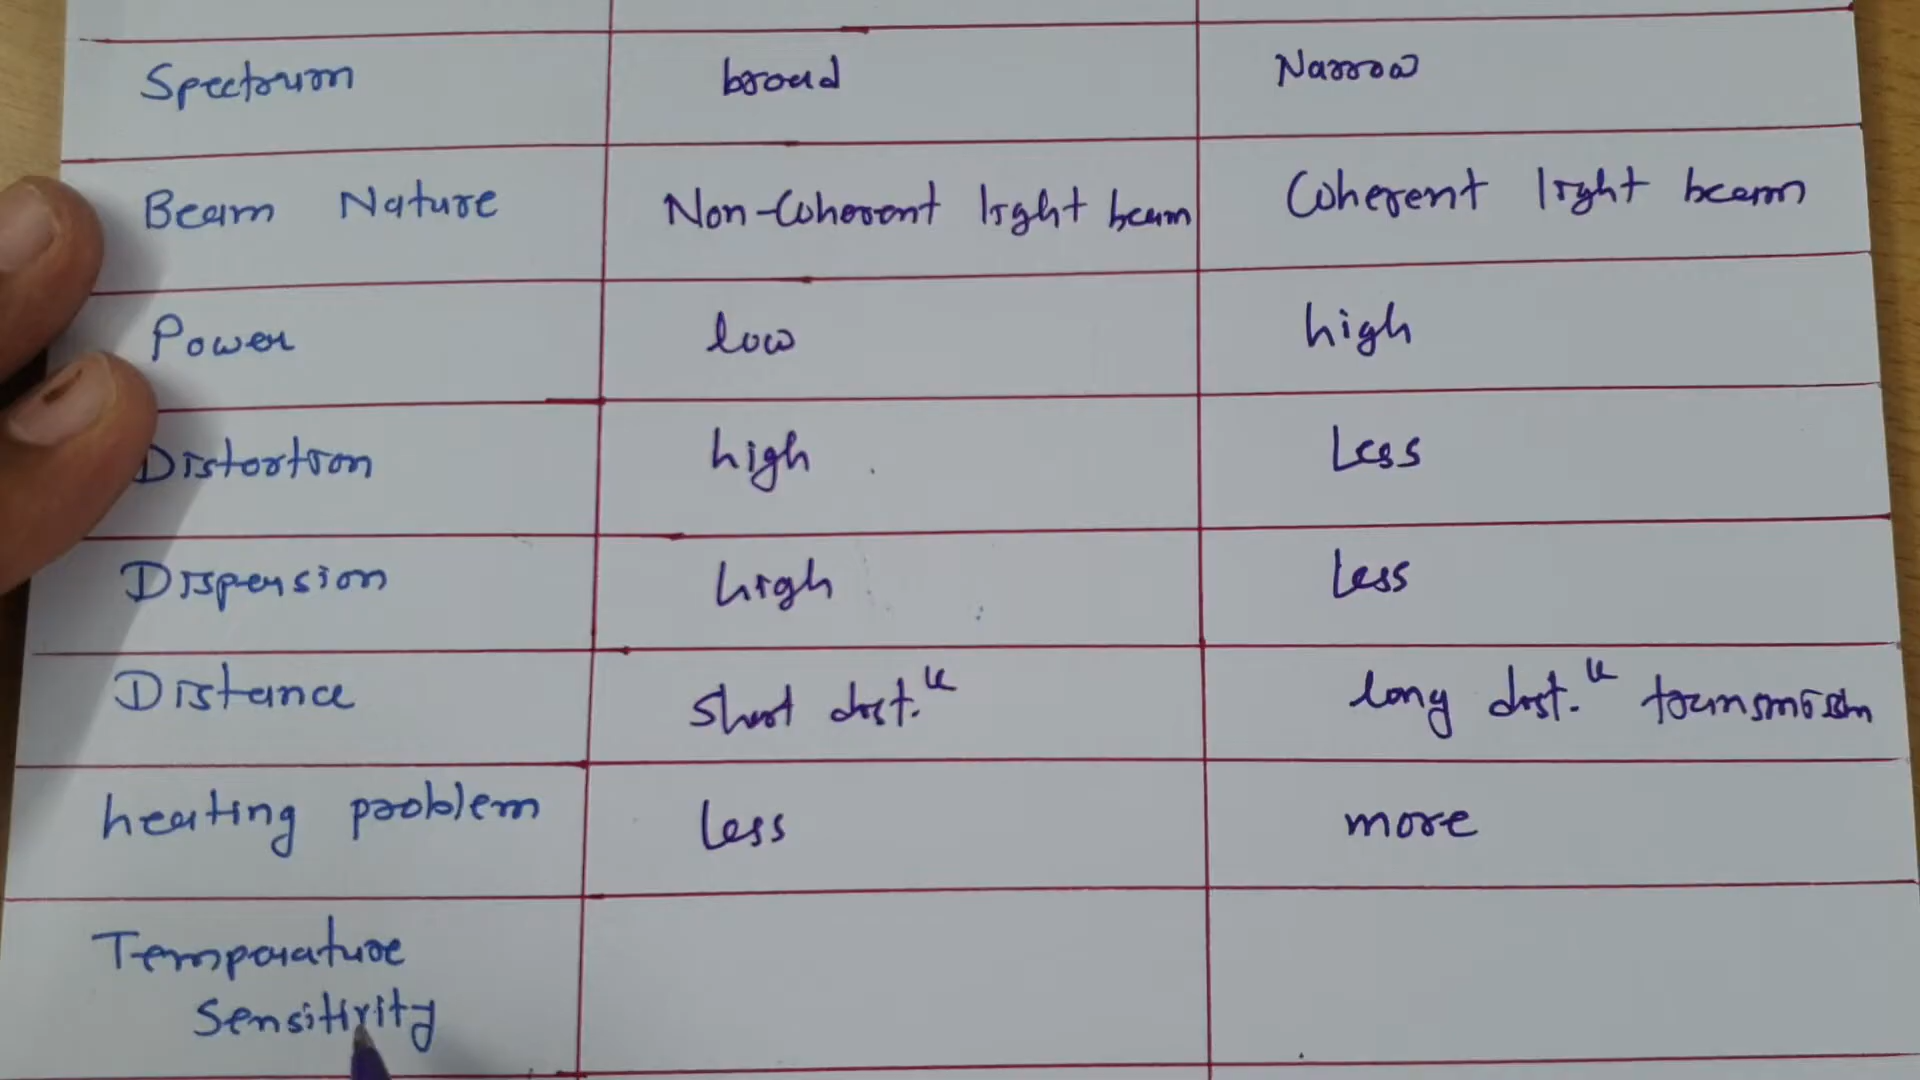 Spectrum broad Narrow
Beam Nature Non-Coherent light beam Coherent light beam
Power low high
Distortion high Less
Dispersion high Less
Distance Short dist. long dist. transmission
heating problem Less more
Temperature
Sensitivity